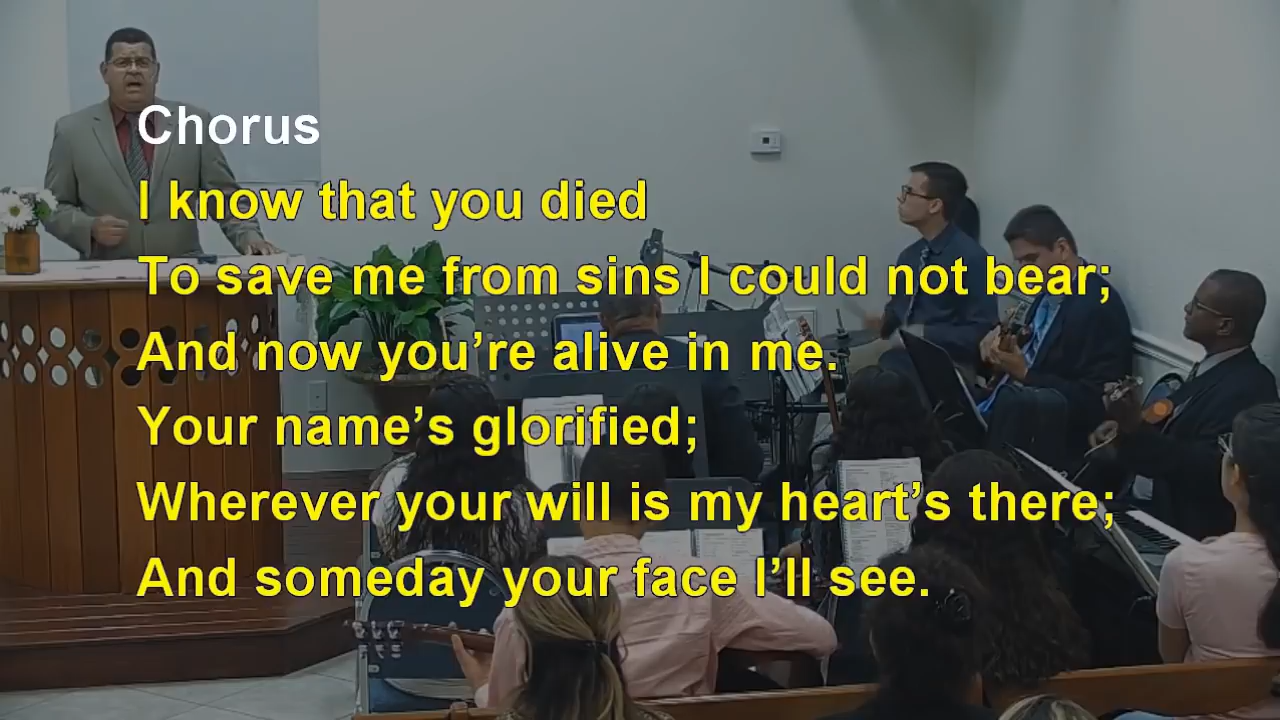 Chorus
I know that you died
To save me from sins I could not bear;
And now you’re alive in me.
Your name’s glorified;
Wherever your will is my heart’s there;
And someday your face I’ll see.